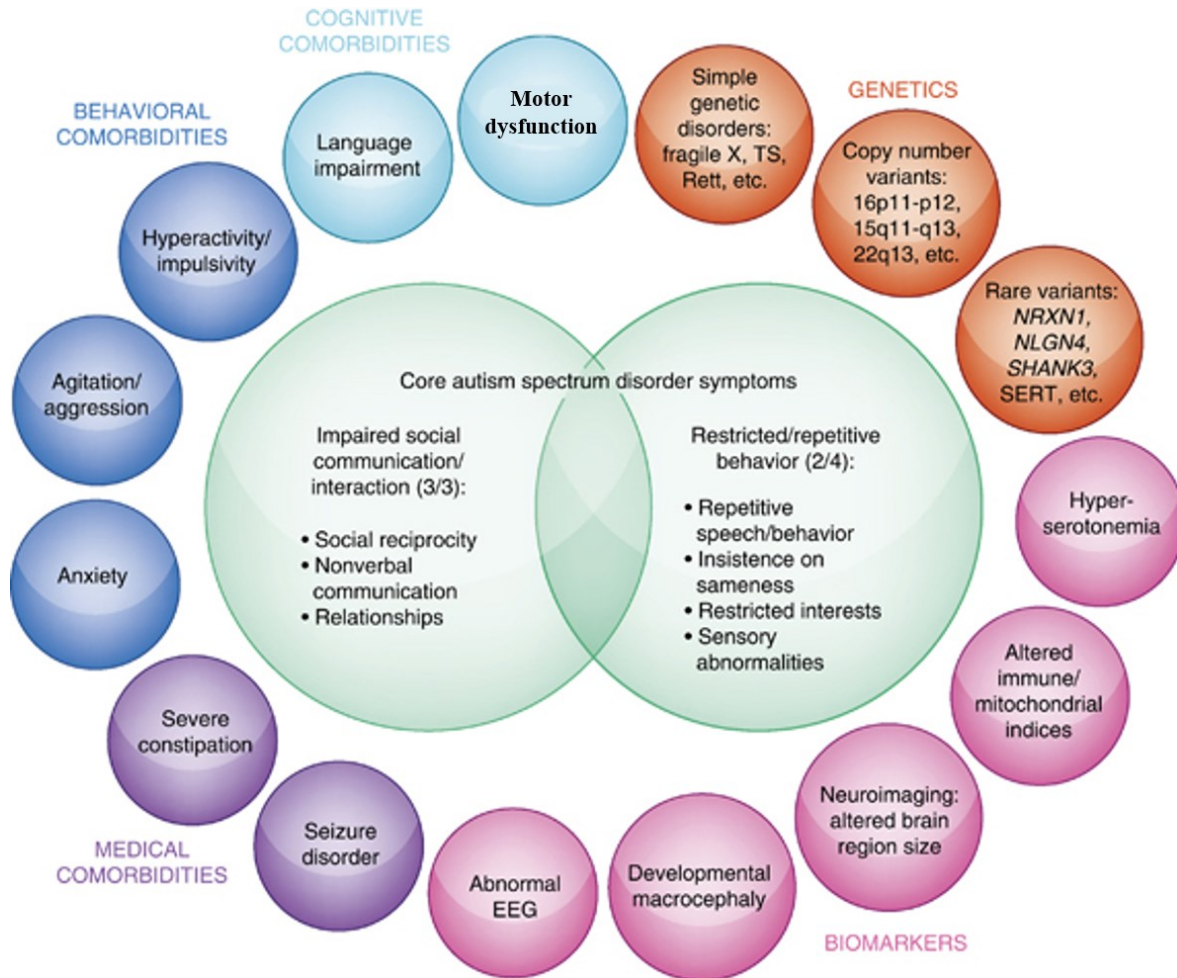 COGNITIVE
COMORBIDITIES
BEHAVIORAL
COMORBIDITIES
GENETICS
Language
impairment
Motor
dysfunction
Simple
genetic
disorders:
fragile X, TS,
Rett, etc.
Copy number
variants:
16p11-p12,
15q11-q13,
22q13, etc.
Rare variants:
NRXN1,
NLGN4,
SHANK3,
SERT, etc.
Hyperactivity/
impulsivity
Agitation/
aggression
Anxiety
Core autism spectrum disorder symptoms
Impaired social
communication/
interaction (3/3):
• Social reciprocity
• Nonverbal
communication
• Relationships
Restricted/repetitive
behavior (2/4):
• Repetitive
speech/behavior
• Insistence on
sameness
• Restricted interests
• Sensory
abnormalities
Hyper-
serotonemia
Altered
immune/
mitochondrial
indices
Neuroimaging:
altered brain
region size
Developmental
macrocephaly
Abnormal
EEG
Seizure
disorder
Severe
constipation
MEDICAL
COMORBIDITIES
BIOMARKERS